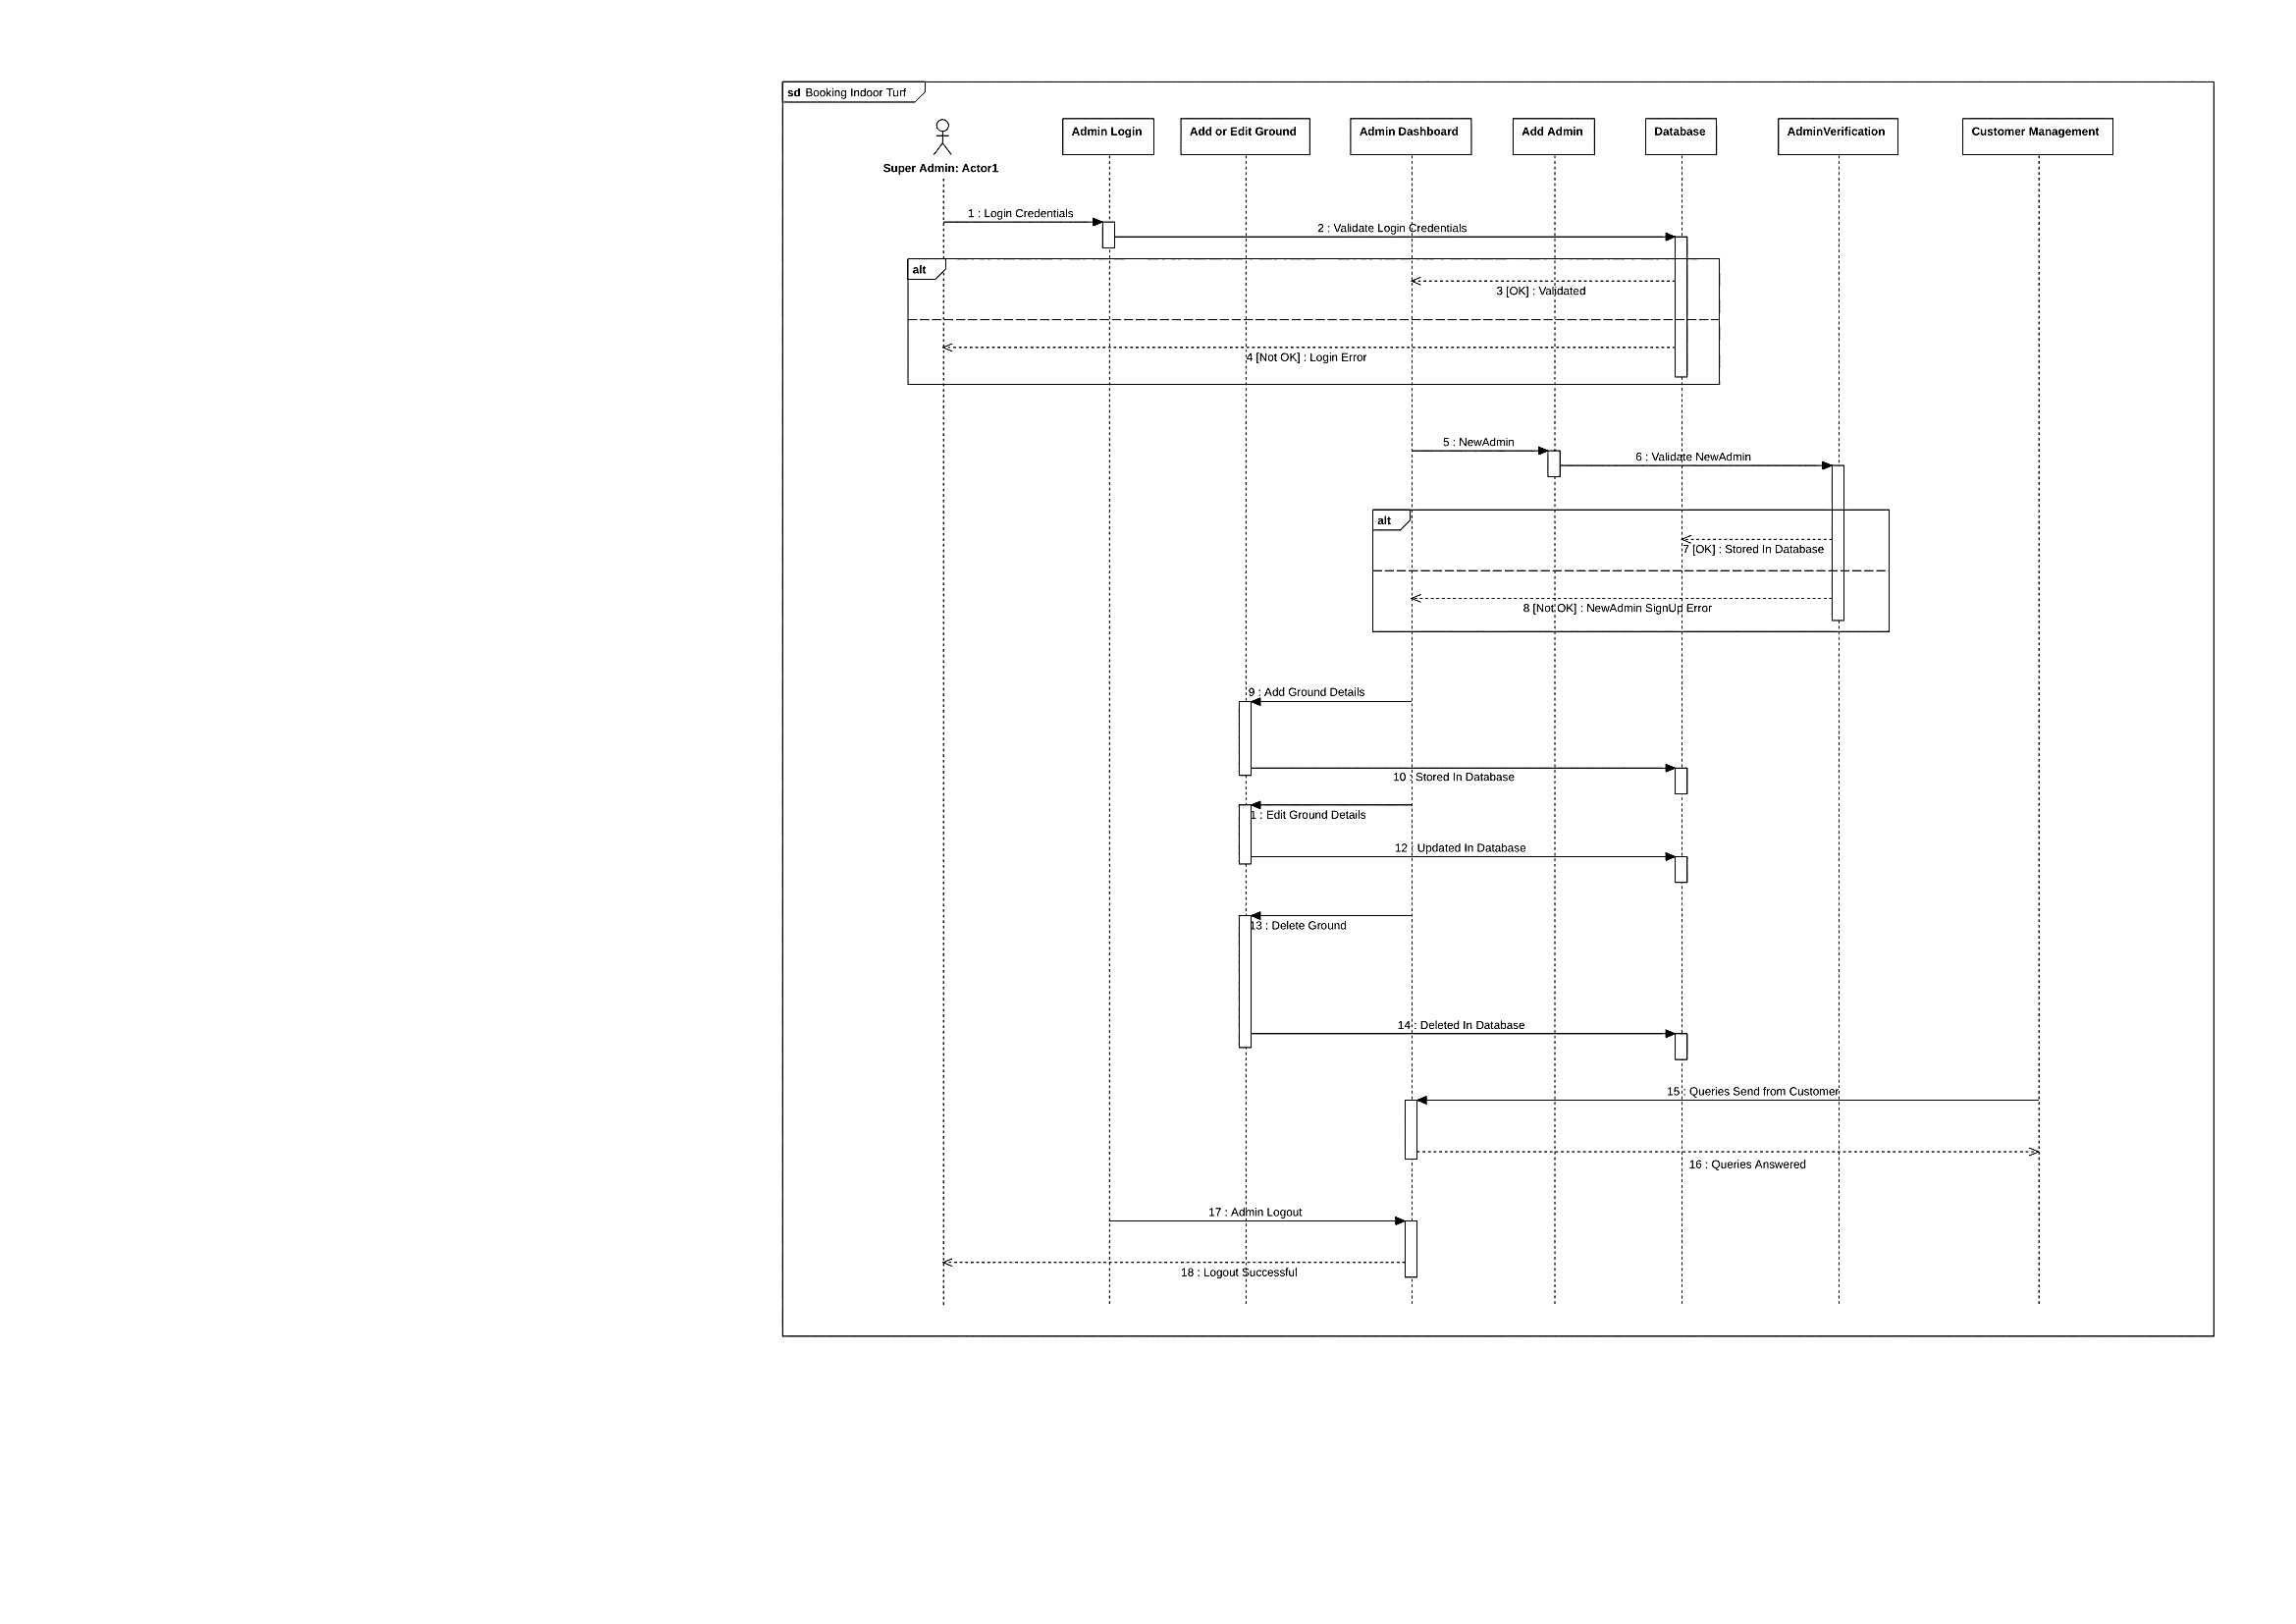 sd Booking Indoor Turf
Super Admin: Actor1
Admin Login
Add or Edit Ground
Admin Dashboard
Add Admin
Database
AdminVerification
Customer Management
1 : Login Credentials
2 : Validate Login Credentials
alt
3 [OK] : Validated
4 [Not OK] : Login Error
5 : NewAdmin
6 : Validate NewAdmin
alt
7 [OK] : Stored In Database
8 [Not OK] : NewAdmin SignUp Error
9 : Add Ground Details
10 : Stored In Database
1 : Edit Ground Details
12 : Updated In Database
13 : Delete Ground
14 : Deleted In Database
15 : Queries Send from Customer
16 : Queries Answered
17 : Admin Logout
18 : Logout Successful